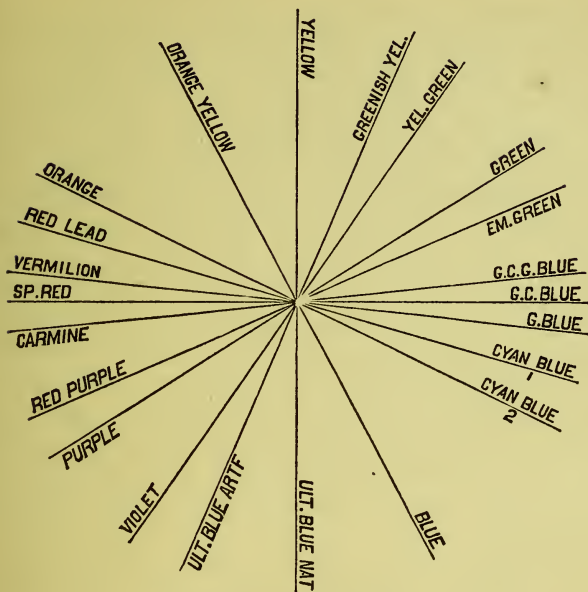 YELLOW
GREENISH YEL.
YEL. GREEN
GREEN
EM. GREEN
G.C.G. BLUE
G.C. BLUE
G. BLUE
CYAN BLUE
1
CYAN BLUE
2
BLUE
ULT. BLUE NAT
ULT. BLUE ARTF
VIOLET
PURPLE
RED PURPLE
CARMINE
SP. RED
VERMILION
RED LEAD
ORANGE
ORANGE YELLOW